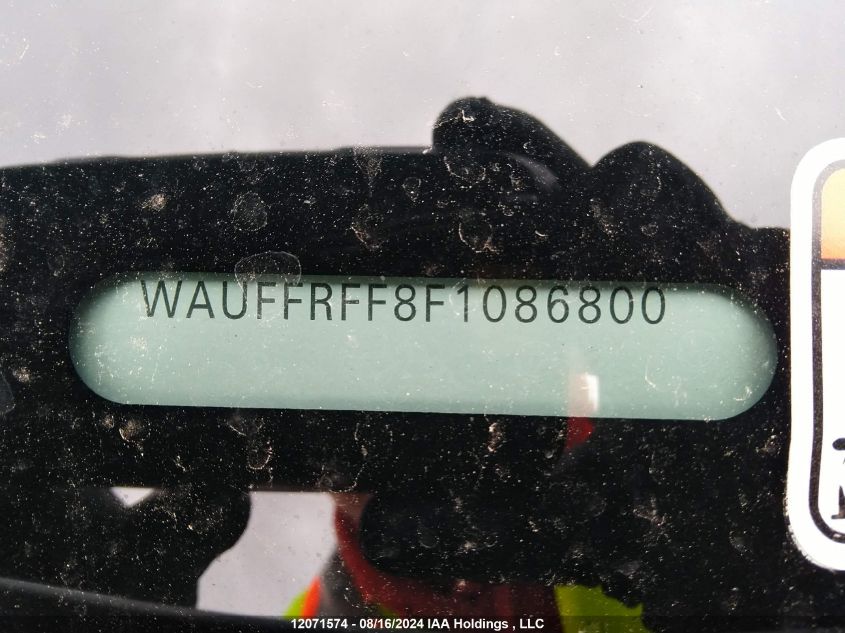 WAUFFRFF8F1086800
12071574 - 08/16/2024 IAA Holdings , LLC